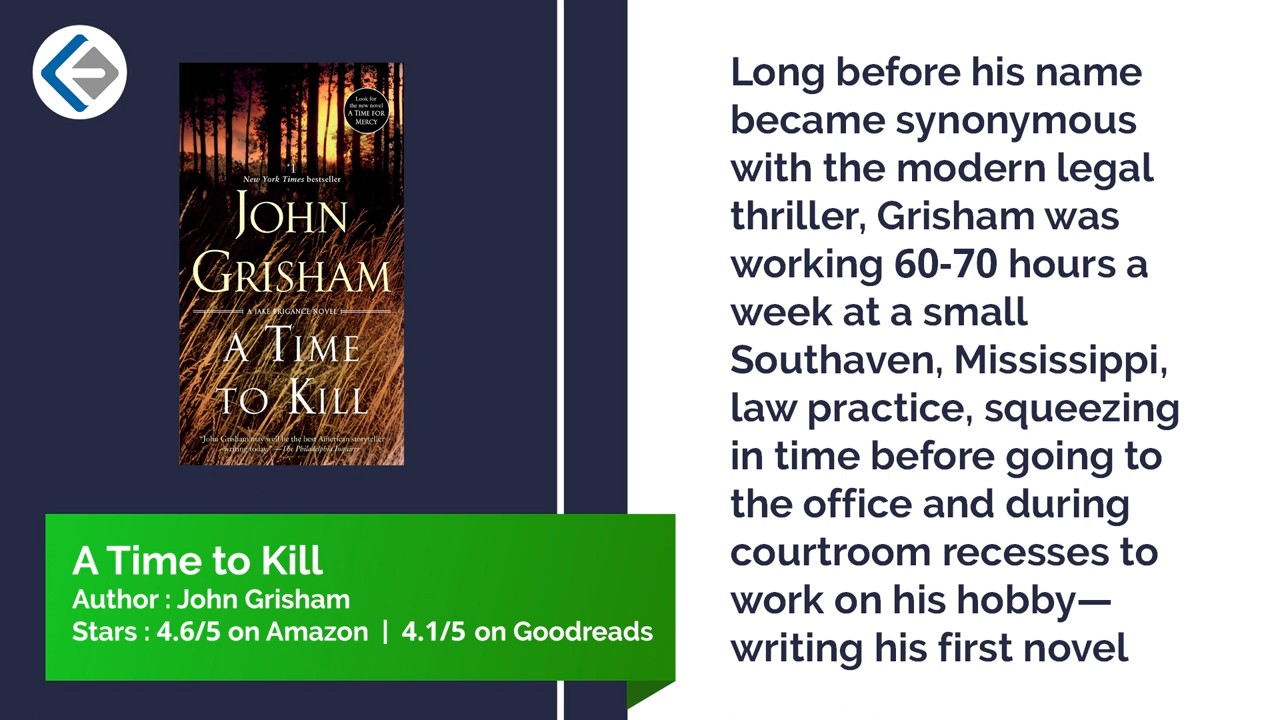 Look for
the new novel
A TIME FOR
MERCY
#1
New York Times bestseller
JOHN
GRISHAM
A JAKE BRIGANCE NOVEL
A TIME
TO KILL
"John Grisham may well be the best American storyteller
writing today." —The Philadelphia Inquirer
A Time to Kill
Author : John Grisham
Stars : 4.6/5 on Amazon | 4.1/5 on Goodreads
Long before his name
became synonymous
with the modern legal
thriller, Grisham was
working 60-70 hours a
week at a small
Southaven, Mississippi,
law practice, squeezing
in time before going to
the office and during
courtroom recesses to
work on his hobby—
writing his first novel